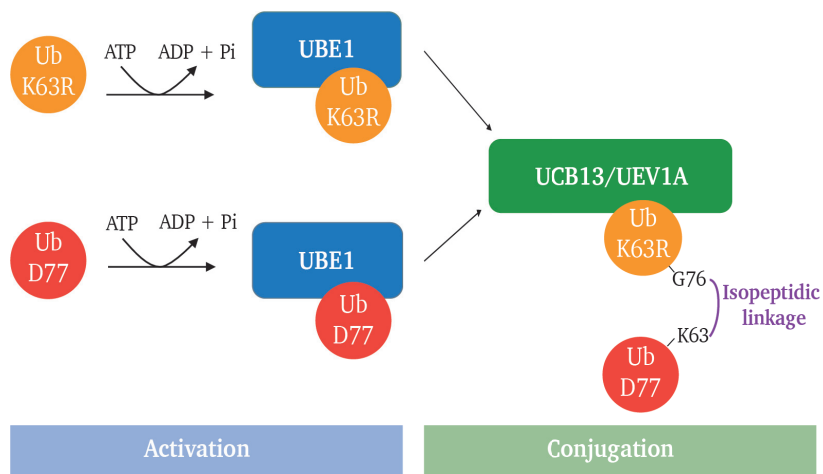 Ub
K63R
ATP
ADP + Pi
UBE1
Ub
K63R
UCB13/UEV1A
Ub
K63R
G76
Isopeptidic
linkage
K63
Ub
D77
Ub
D77
ATP
ADP + Pi
UBE1
Ub
D77
Activation
Conjugation